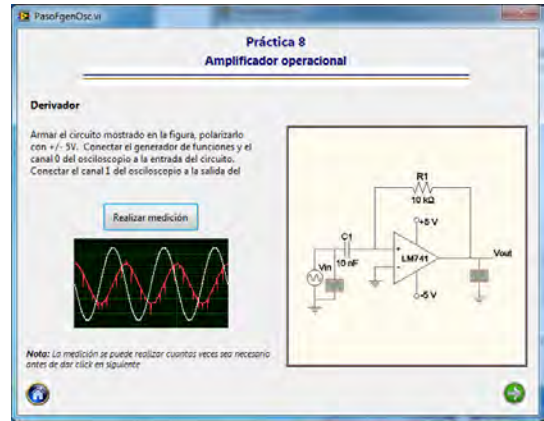 PasoFgenOsc.vi
Práctica 8
Amplificador operacional
Derivador
Armar el circuito mostrado en la figura, polarizarlo
con +/- 5V. Conectar el generador de funciones y el
canal 0 del osciloscopio a la entrada del circuito.
Conectar el canal 1 del osciloscopio a la salida del
Realizar medición
R1
10 kΩ
+5 V
C1
10 nF
Vin
LM741
Vout
-5 V
Nota: La medición se puede realizar cuantas veces sea necesario
antes de dar click en siguiente